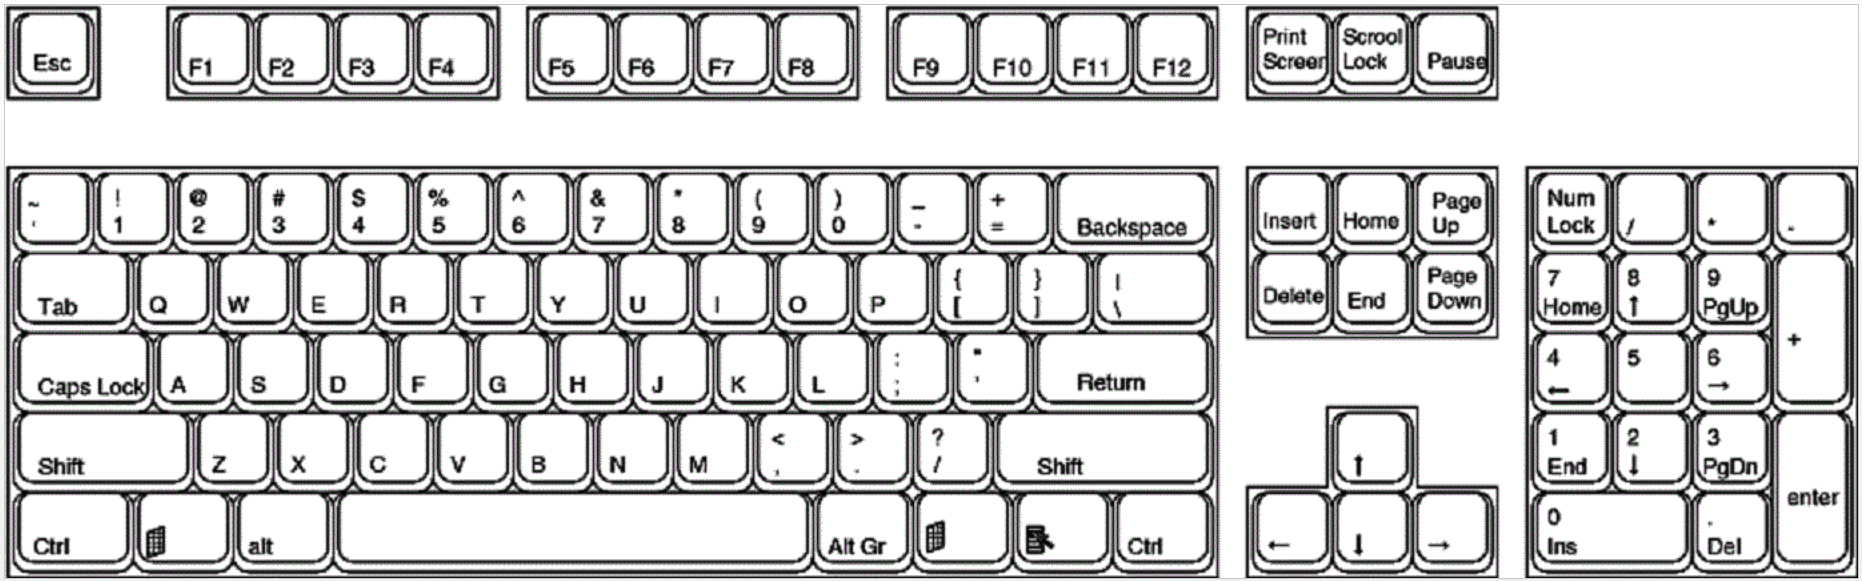 Esc F1 F2 F3 F4 F5 F6 F7 F8 F9 F10 F11 F12 Print Screen Scrool Lock Pause
~ ! @ # $ % ^ & * ( ) _ +
' 1 2 3 4 5 6 7 8 9 0 - = Backspace
Tab Q W E R T Y U I O P { [ } ] | \
Caps Lock A S D F G H J K L : ; " ' Return
Shift Z X C V B N M < , > . ? / Shift
Ctrl alt Alt Gr Ctrl
Insert Home Page Up
Delete End Page Down
↑
← ↓ →
Num Lock / * -
7 Home 8 ↑ 9 PgUp +
4 ← 5 6 →
1 End 2 ↓ 3 PgDn enter
0 Ins . Del